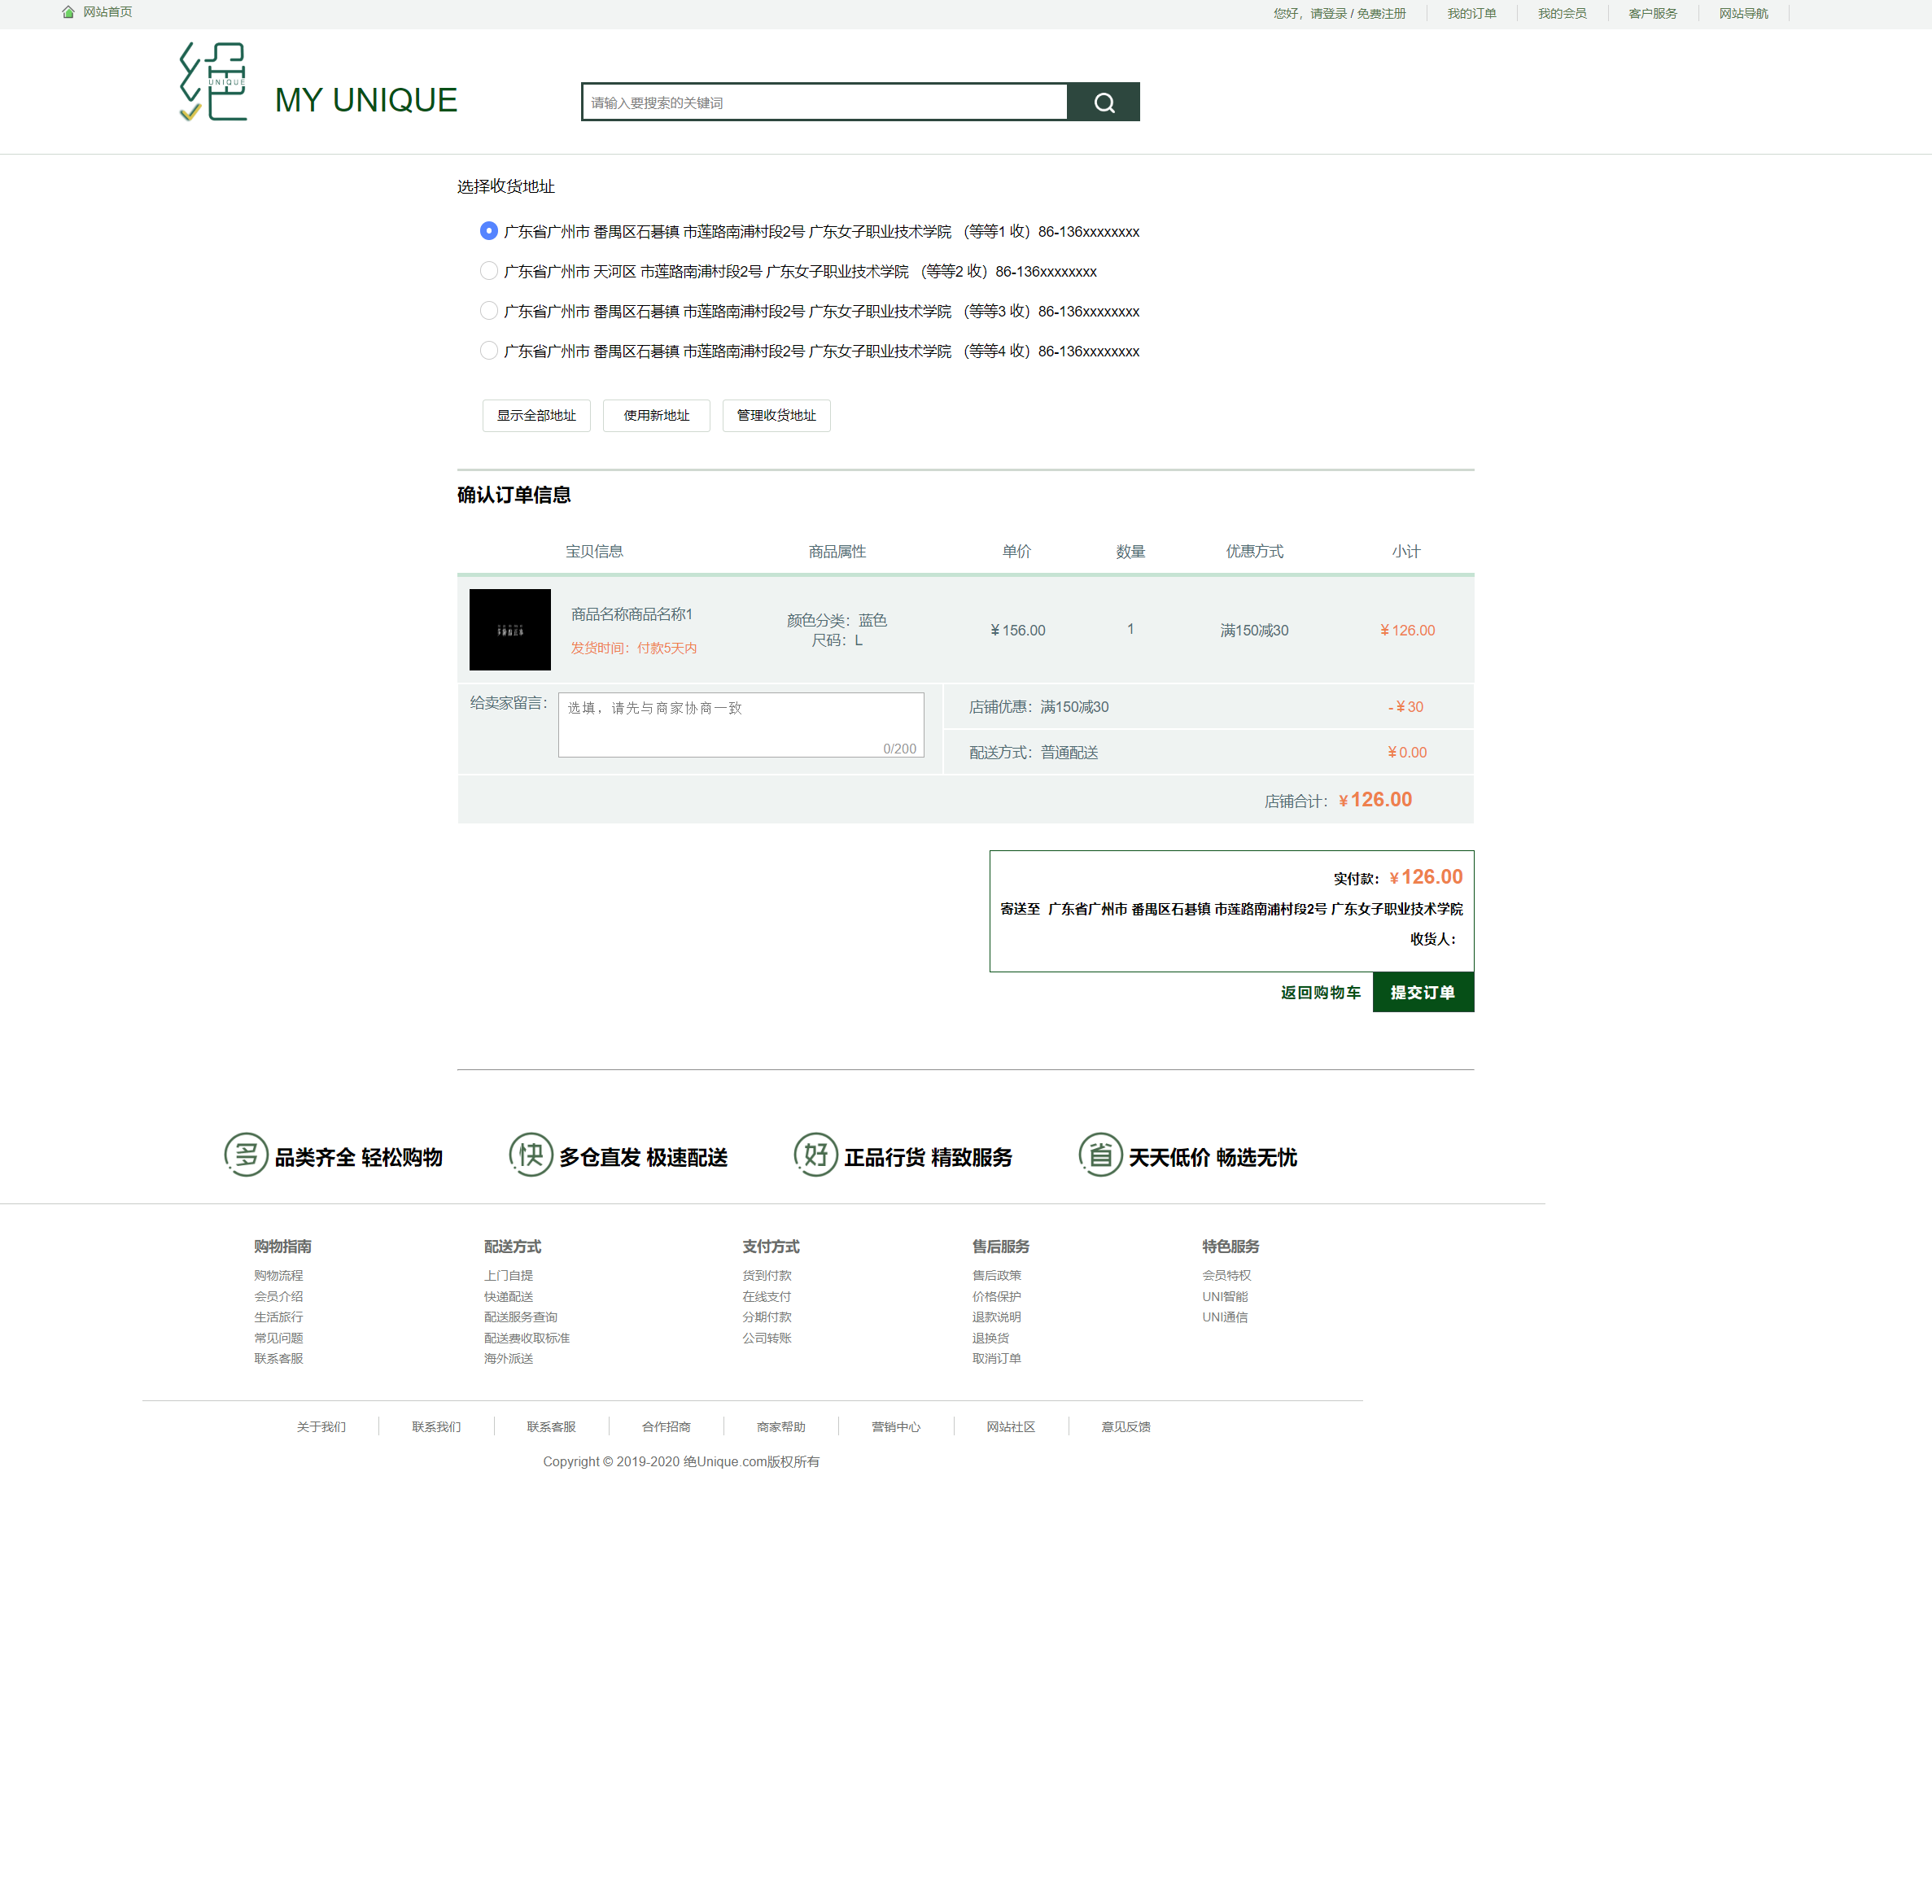 网站首页
您好，请登录 / 免费注册
我的订单
我的会员
客户服务
网站导航
绝
UNIQUE
MY UNIQUE
请输入要搜索的关键词
选择收货地址
广东省广州市 番禺区石碁镇 市莲路南浦村段2号 广东女子职业技术学院 （等等1 收）86-136xxxxxxxx
广东省广州市 天河区 市莲路南浦村段2号 广东女子职业技术学院 （等等2 收）86-136xxxxxxxx
广东省广州市 番禺区石碁镇 市莲路南浦村段2号 广东女子职业技术学院 （等等3 收）86-136xxxxxxxx
广东省广州市 番禺区石碁镇 市莲路南浦村段2号 广东女子职业技术学院 （等等4 收）86-136xxxxxxxx
显示全部地址
使用新地址
管理收货地址
确认订单信息
宝贝信息
商品属性
单价
数量
优惠方式
小计
商品名称商品名称1
发货时间：付款5天内
颜色分类：蓝色
尺码：L
￥156.00
1
满150减30
￥126.00
给卖家留言：
选填，请先与商家协商一致
0/200
店铺优惠：满150减30
-￥30
配送方式：普通配送
￥0.00
店铺合计：￥126.00
实付款：￥126.00
寄送至 广东省广州市 番禺区石碁镇 市莲路南浦村段2号 广东女子职业技术学院
收货人：
返回购物车
提交订单
多 品类齐全 轻松购物
快 多仓直发 极速配送
好 正品行货 精致服务
省 天天低价 畅选无忧
购物指南
购物流程
会员介绍
生活旅行
常见问题
联系客服
配送方式
上门自提
快递配送
配送服务查询
配送费收取标准
海外派送
支付方式
货到付款
在线支付
分期付款
公司转账
售后服务
售后政策
价格保护
退款说明
退换货
取消订单
特色服务
会员特权
UNI智能
UNI通信
关于我们
联系我们
联系客服
合作招商
商家帮助
营销中心
网站社区
意见反馈
Copyright © 2019-2020 绝Unique.com版权所有